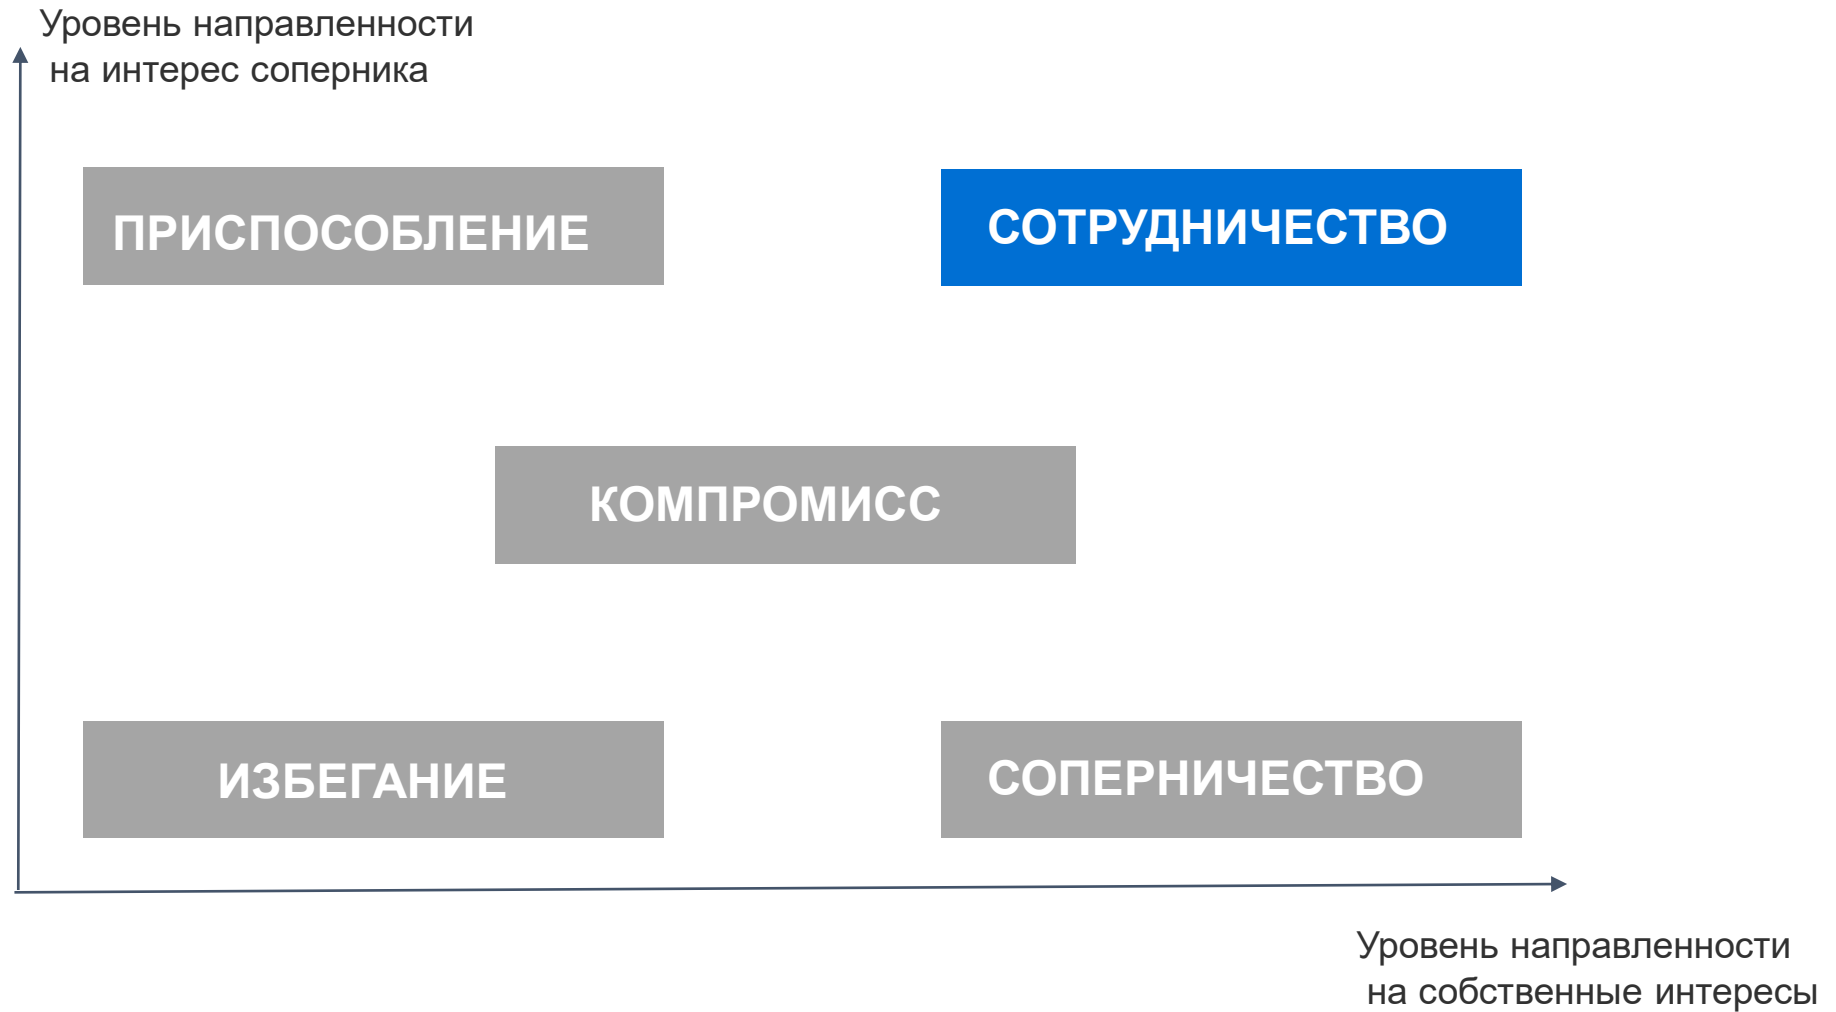 Уровень направленности
на интерес соперника
ПРИСПОСОБЛЕНИЕ
СОТРУДНИЧЕСТВО
КОМПРОМИСС
ИЗБЕГАНИЕ
СОПЕРНИЧЕСТВО
Уровень направленности
на собственные интересы